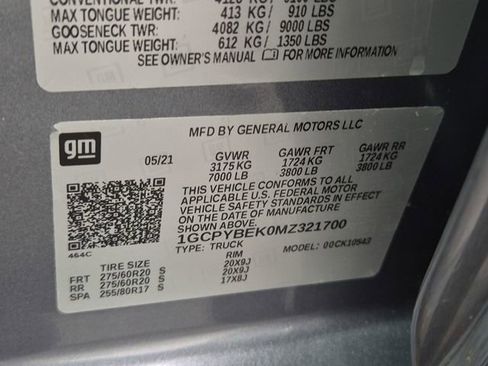 CONVENTIONAL TWR:
MAX TONGUE WEIGHT: 413 KG / 910 LBS
GOOSENECK TWR: 4082 KG / 9000 LBS
MAX TONGUE WEIGHT: 612 KG / 1350 LBS
SEE OWNER'S MANUAL FOR MORE INFORMATION
gm
MFD BY GENERAL MOTORS LLC
05/21
GVWR GAWR FRT GAWR RR
3175 KG 1724 KG 1724 KG
7000 LB 3800 LB 3800 LB
THIS VEHICLE CONFORMS TO ALL
APPLICABLE U.S. FEDERAL MOTOR
VEHICLE SAFETY STANDARDS IN EFFECT
ON THE DATE OF MANUFACTURE SHOWN ABOVE.
1GCPYBEK0MZ321700
TYPE: TRUCK MODEL: 00CK10543
464C
TIRE SIZE RIM
FRT 275/60R20 S 20X9J
RR 275/60R20 S 20X9J
SPA 255/80R17 S 17X8J